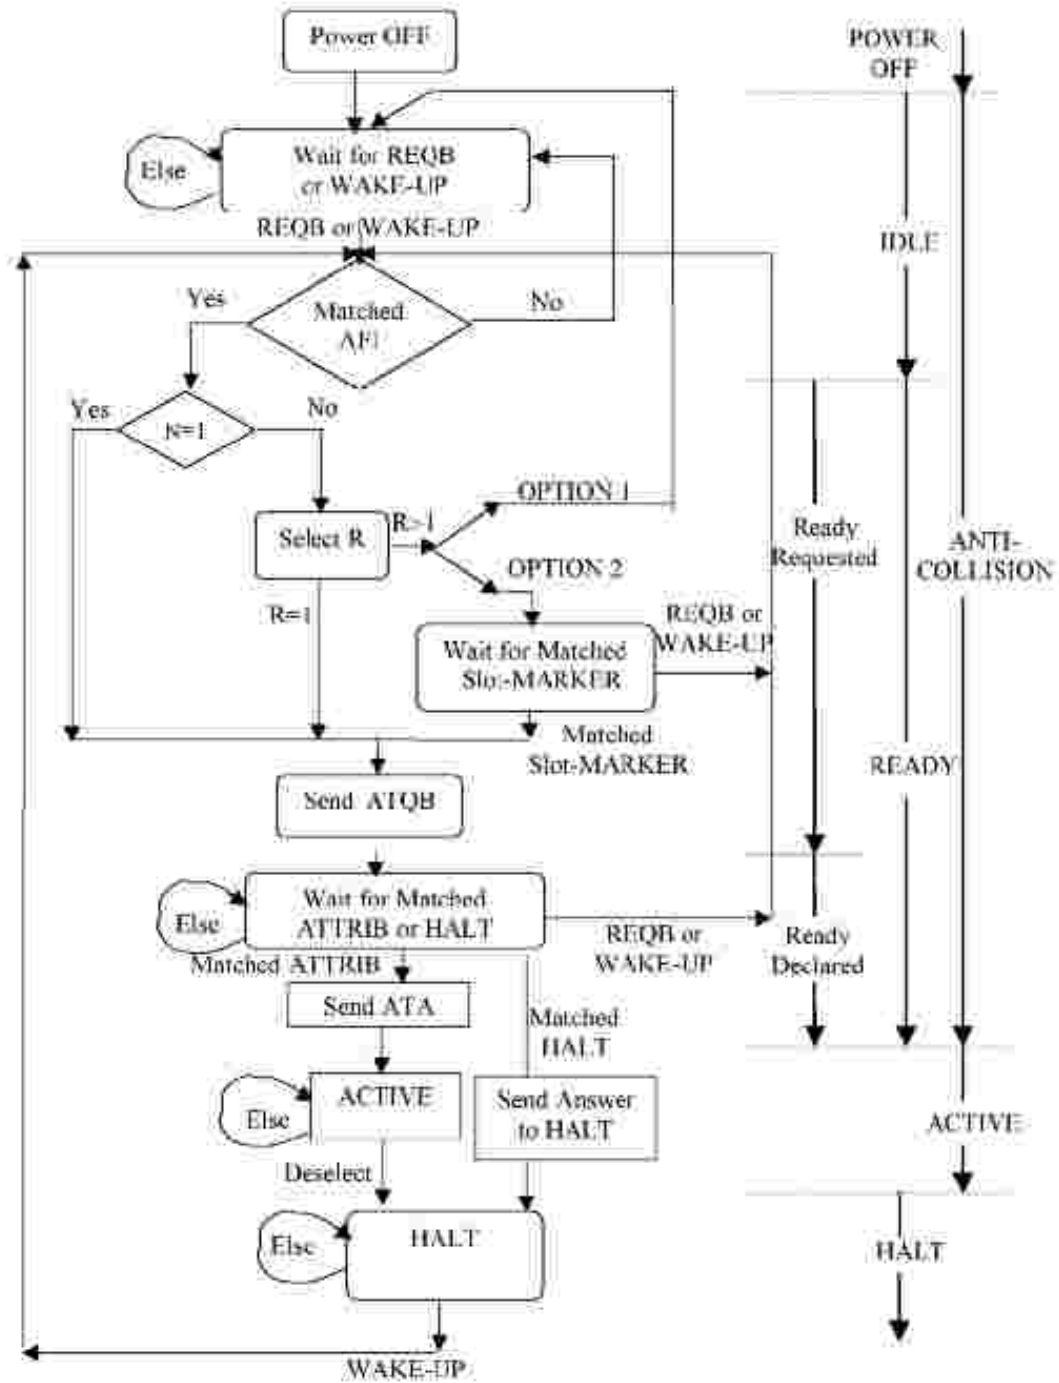 Power OFF
POWER
OFF
Wait for REQB
or WAKE-UP
Else
REQB or WAKE-UP
IDLE
Yes
Matched
AFI
No
Yes
N=1
No
OPTION 1
R>1
Select R
Ready
Requested
ANTI-
COLLISION
OPTION 2
R=1
REQB or
WAKE-UP
Wait for Matched
Slot-MARKER
Matched
Slot-MARKER
READY
Send ATQB
Wait for Matched
ATTRIB or HALT
Else
REQB or
WAKE-UP
Ready
Declared
Matched ATTRIB
Send ATA
Matched
HALT
ACTIVE
Else
Send Answer
to HALT
ACTIVE
Deselect
HALT
Else
HALT
WAKE-UP